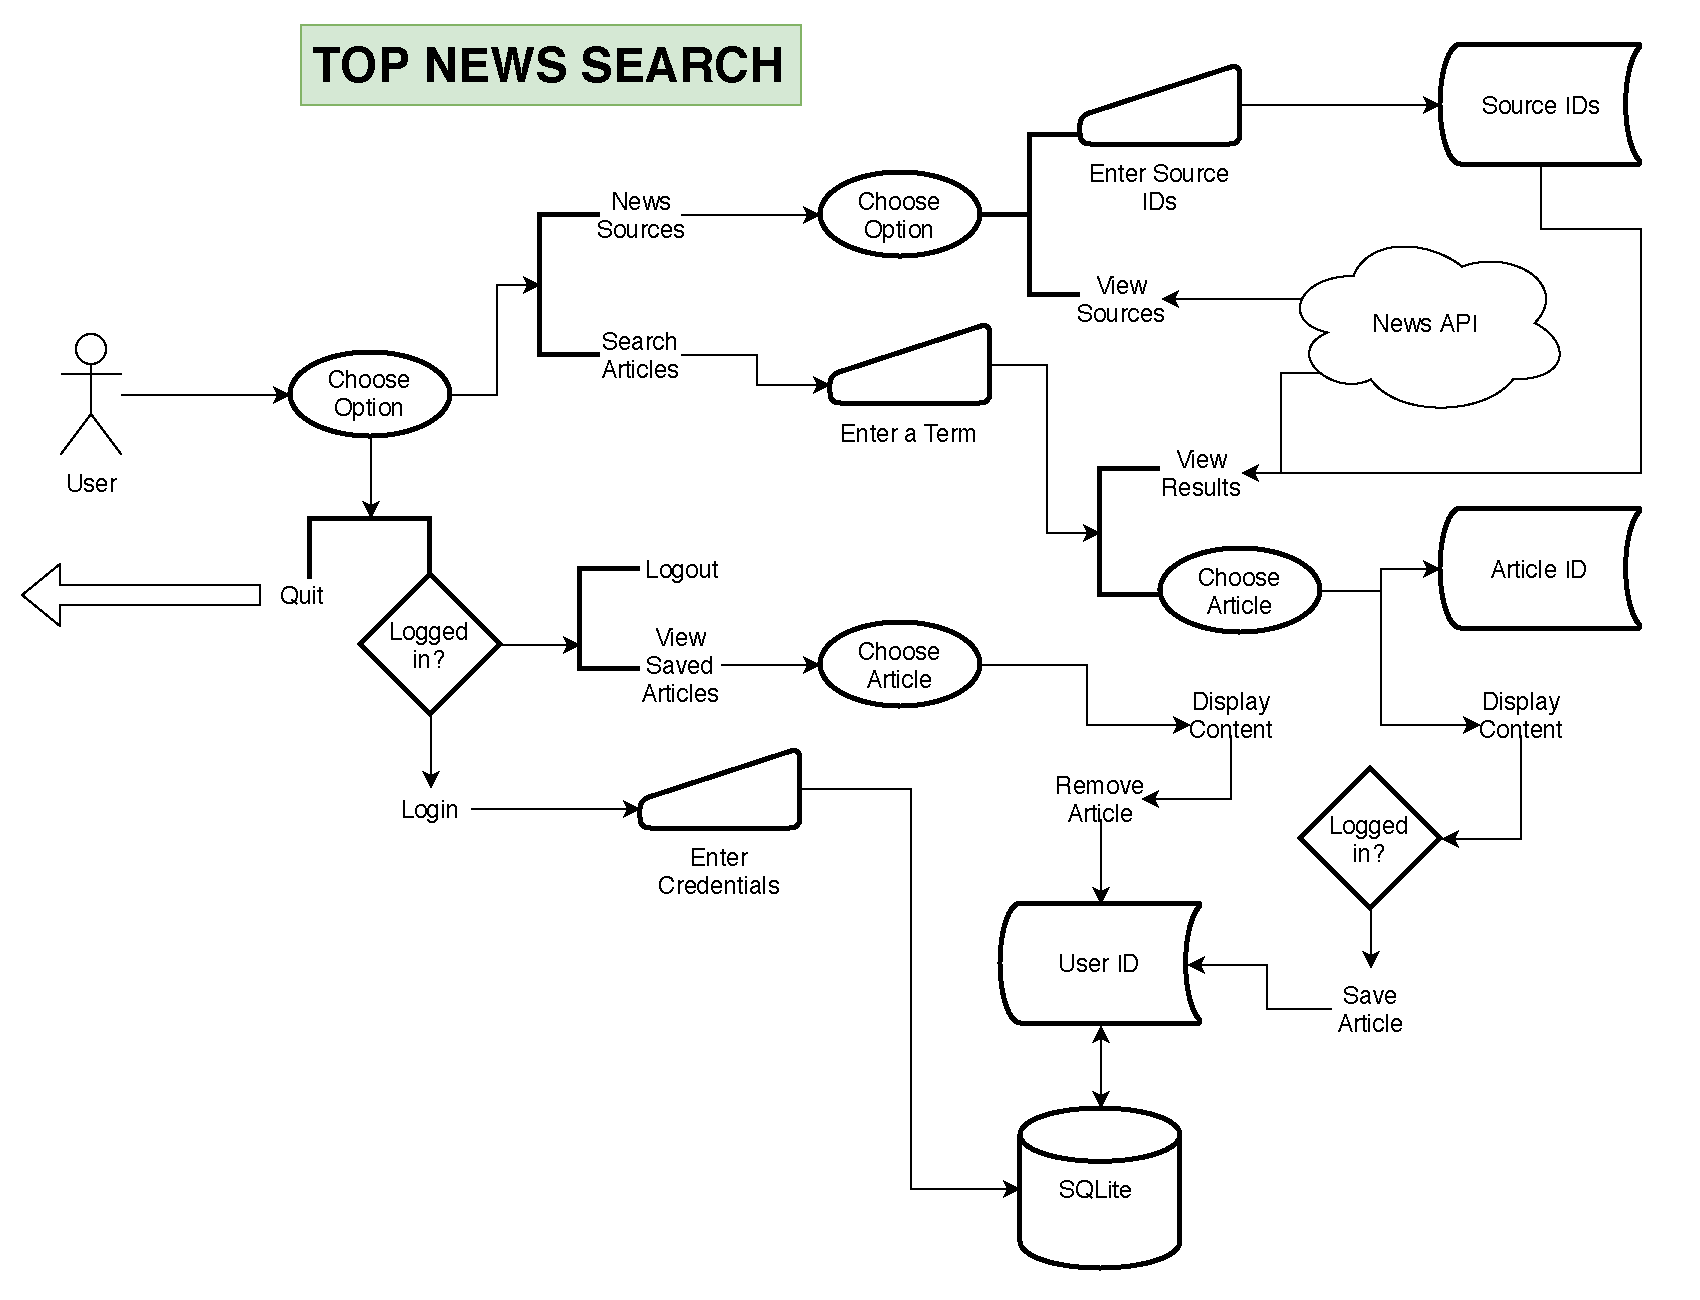 TOP NEWS SEARCH
Source IDs
Enter Source
IDs
News
Sources
Choose
Option
View
Sources
News API
Search
Articles
Enter a Term
Choose
Option
User
View
Results
Quit
Logged
in?
Logout
View
Saved
Articles
Choose
Article
Choose
Article
Article ID
Display
Content
Display
Content
Remove
Article
Logged
in?
Login
Enter
Credentials
User ID
Save
Article
SQLite